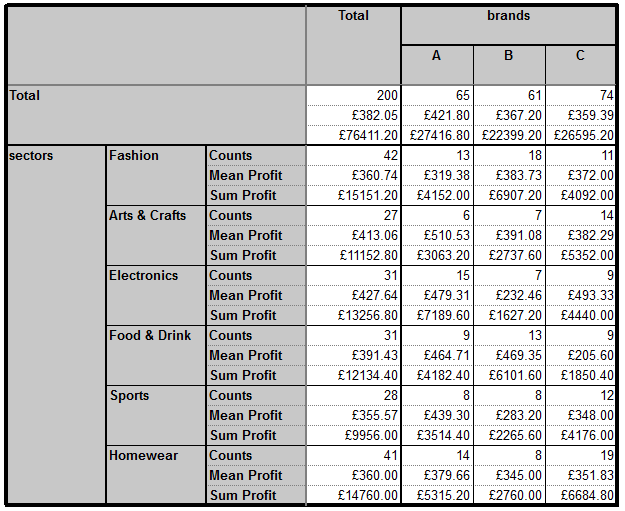 Total brands
A B C
Total 200 65 61 74
£382.05 £421.80 £367.20 £359.39
£76411.20 £27416.80 £22399.20 £26595.20
sectors Fashion Counts 42 13 18 11
Mean Profit £360.74 £319.38 £383.73 £372.00
Sum Profit £15151.20 £4152.00 £6907.20 £4092.00
Arts & Crafts Counts 27 6 7 14
Mean Profit £413.06 £510.53 £391.08 £382.29
Sum Profit £11152.80 £3063.20 £2737.60 £5352.00
Electronics Counts 31 15 7 9
Mean Profit £427.64 £479.31 £232.46 £493.33
Sum Profit £13256.80 £7189.60 £1627.20 £4440.00
Food & Drink Counts 31 9 13 9
Mean Profit £391.43 £464.71 £469.35 £205.60
Sum Profit £12134.40 £4182.40 £6101.60 £1850.40
Sports Counts 28 8 8 12
Mean Profit £355.57 £439.30 £283.20 £348.00
Sum Profit £9956.00 £3514.40 £2265.60 £4176.00
Homewear Counts 41 14 8 19
Mean Profit £360.00 £379.66 £345.00 £351.83
Sum Profit £14760.00 £5315.20 £2760.00 £6684.80